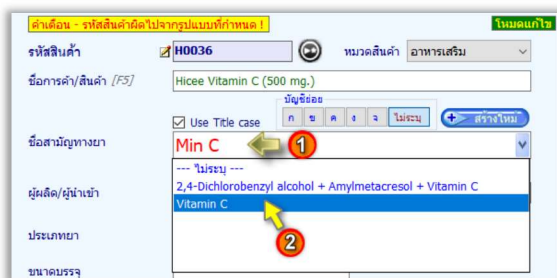 คำเตือน - รหัสสินค้าผิดไปจากรูปแบบที่กำหนด ! โหมดแก้ไข
รหัสสินค้า H0036 หมวดสินค้า อาหารเสริม
ชื่อการค้า/สินค้า [F5] Hicee Vitamin C (500 mg.)
บัญชีย่อย
Use Title case ก ข ค ง จ ไม่ระบุ สร้างใหม่
ชื่อสามัญทางยา Min C 1
--- ไม่ระบุ ---
ผู้ผลิต/ผู้นำเข้า 2,4-Dichlorobenzyl alcohol + Amylmetacresol + Vitamin C
Vitamin C
ประเภทยา 2
ขนาดบรรจุ